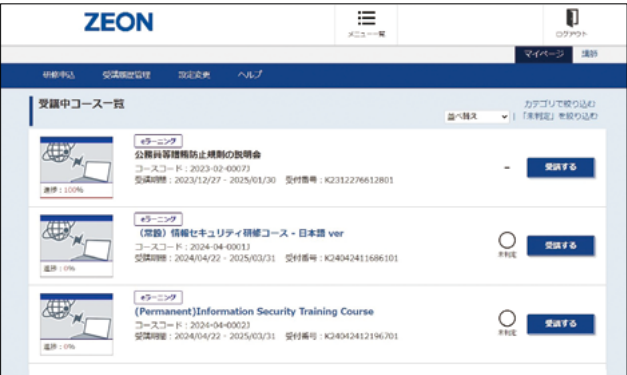 ZEON
メニュー一覧
ログアウト
マイページ 講師
研修申込 受講履歴管理 設定変更 ヘルプ
受講中コース一覧
カテゴリで絞り込む
並べ替え | 「未判定」を絞り込む
eラーニング
公務員等贈賄防止規則の説明会
コースコード : 2023-02-0007J
受講期間 : 2023/12/27 - 2025/01/30 受付番号 : K2312276612801
進捗 : 100%
-
受講する
eラーニング
(常設) 情報セキュリティ研修コース - 日本語 ver
コースコード : 2024-04-0001J
受講期間 : 2024/04/22 - 2025/03/31 受付番号 : K24042411686101
進捗 : 0%
未判定
受講する
eラーニング
(Permanent)Information Security Training Course
コースコード : 2024-04-0002J
受講期間 : 2024/04/22 - 2025/03/31 受付番号 : K24042412196701
進捗 : 0%
未判定
受講する